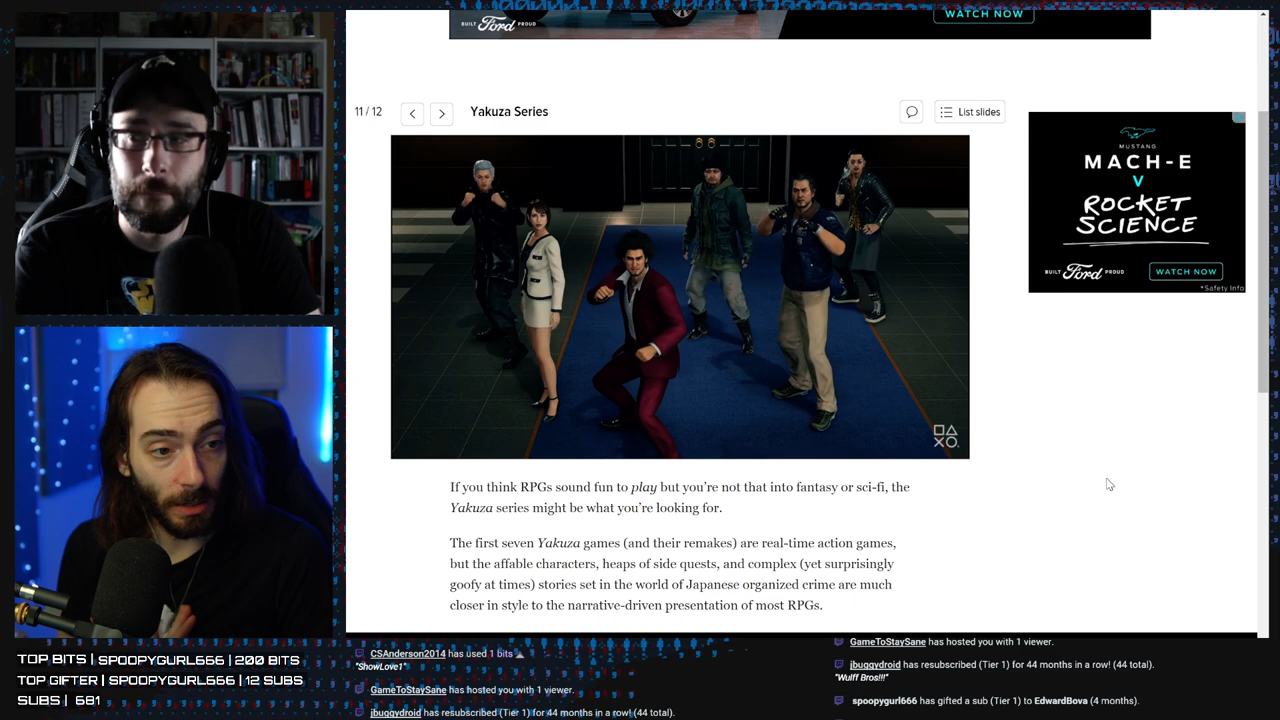 BUILT Ford PROUD
WATCH NOW
11 / 12
Yakuza Series
List slides
MUSTANG
MACH-E
V
ROCKET
SCIENCE
BUILT Ford PROUD
WATCH NOW
*Safety Info
If you think RPGs sound fun to play but you're not that into fantasy or sci-fi, the
Yakuza series might be what you're looking for.
The first seven Yakuza games (and their remakes) are real-time action games,
but the affable characters, heaps of side quests, and complex (yet surprisingly
goofy at times) stories set in the world of Japanese organized crime are much
closer in style to the narrative-driven presentation of most RPGs.
TOP BITS | SPOOPYGURL666 | 200 BITS
TOP GIFTER | SPOOPYGURL666 | 12 SUBS
SUBS | 681
CSAnderson2014 has used 1 bits
"ShowLove1"
GameToStaySane has hosted you with 1 viewer.
jbuggydroid has resubscribed (Tier 1) for 44 months in a row! (44 total).
GameToStaySane has hosted you with 1 viewer.
jbuggydroid has resubscribed (Tier 1) for 44 months in a row! (44 total).
"Wulff Bros!!!"
spoopygurl666 has gifted a sub (Tier 1) to EdwardBova (4 months).